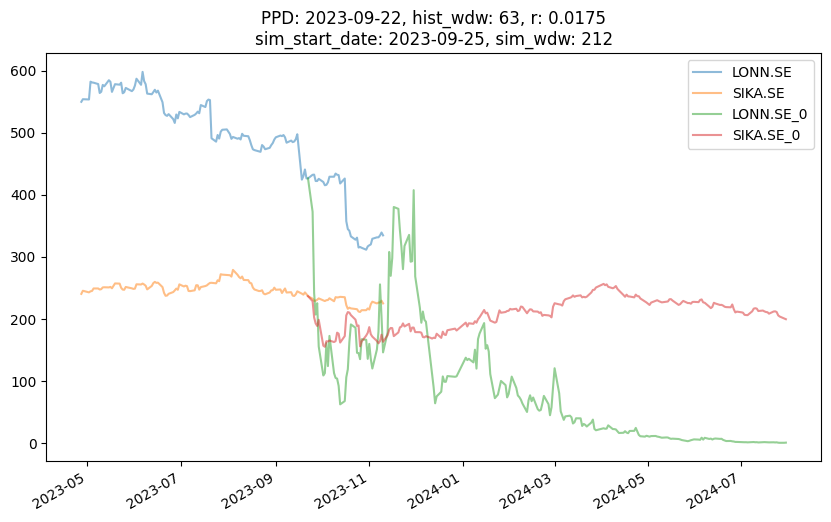 PPD: 2023-09-22, hist_wdw: 63, r: 0.0175
sim_start_date: 2023-09-25, sim_wdw: 212
LONN.SE
SIKA.SE
LONN.SE_0
SIKA.SE_0
600
500
400
300
200
100
0
2023-05
2023-07
2023-09
2023-11
2024-01
2024-03
2024-05
2024-07